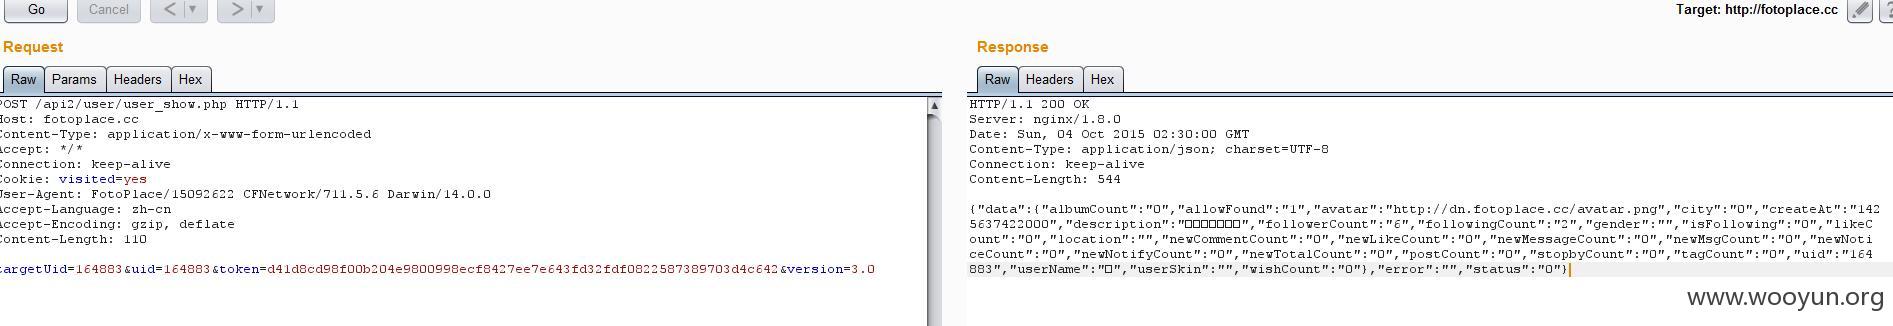 Go Cancel < > Target: http://fotoplace.cc
Request
Raw Params Headers Hex
POST /api2/user/user_show.php HTTP/1.1
Host: fotoplace.cc
Content-Type: application/x-www-form-urlencoded
Accept: */*
Connection: keep-alive
Cookie: visited=yes
User-Agent: FotoPlace/15092622 CFNetwork/711.5.6 Darwin/14.0.0
Accept-Language: zh-cn
Accept-Encoding: gzip, deflate
Content-Length: 110
targetUid=164883&uid=164883&token=d41d8cd98f00b204e9800998ecf8427ee7e643fd32fdf0822587389703d4c642&version=3.0
Response
Raw Headers Hex
HTTP/1.1 200 OK
Server: nginx/1.8.0
Date: Sun, 04 Oct 2015 02:30:00 GMT
Content-Type: application/json; charset=UTF-8
Connection: keep-alive
Content-Length: 544
{"data":{"albumCount":"0","allowFound":"1","avatar":"http://dn.fotoplace.cc/avatar.png","city":"0","createAt":"142
5637422000","description":"□□□□□□□","followerCount":"6","followingCount":"2","gender":"","isFollowing":"0","likeC
ount":"0","location":"","newCommentCount":"0","newLikeCount":"0","newMessageCount":"0","newMsgCount":"0","newNoti
ceCount":"0","newNotifyCount":"0","newTotalCount":"0","postCount":"0","stopbyCount":"0","tagCount":"0","uid":"164
883","userName":"□","userSkin":"","wishCount":"0"},"error":"","status":"0"}
www.wooyun.org